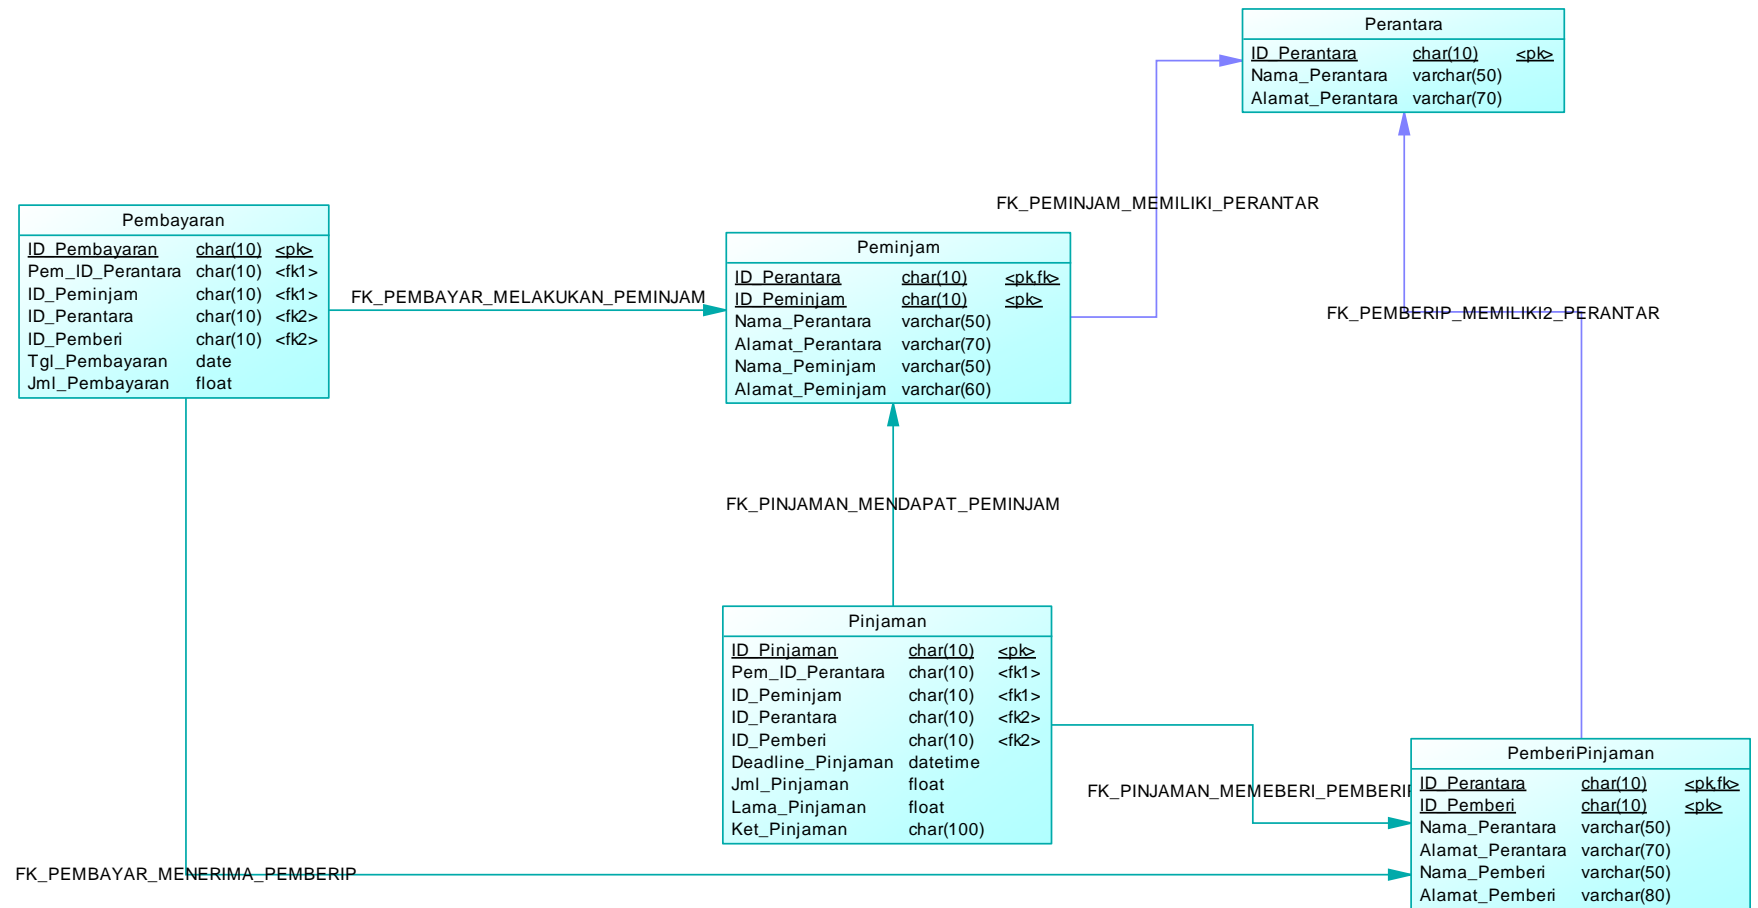 Perantara
ID_Perantara char(10) <pk>
Nama_Perantara varchar(50)
Alamat_Perantara varchar(70)
FK_PEMINJAM_MEMILIKI_PERANTAR
Pembayaran
ID_Pembayaran char(10) <pk>
Pem_ID_Perantara char(10) <fk1>
ID_Peminjam char(10) <fk1>
ID_Perantara char(10) <fk2>
ID_Pemberi char(10) <fk2>
Tgl_Pembayaran date
Jml_Pembayaran float
FK_PEMBAYAR_MELAKUKAN_PEMINJAM
Peminjam
ID_Perantara char(10) <pk,fk>
ID_Peminjam char(10) <pk>
Nama_Perantara varchar(50)
Alamat_Perantara varchar(70)
Nama_Peminjam varchar(50)
Alamat_Peminjam varchar(60)
FK_PEMBERIP_MEMILIKI2_PERANTAR
FK_PINJAMAN_MENDAPAT_PEMINJAM
Pinjaman
ID_Pinjaman char(10) <pk>
Pem_ID_Perantara char(10) <fk1>
ID_Peminjam char(10) <fk1>
ID_Perantara char(10) <fk2>
ID_Pemberi char(10) <fk2>
Deadline_Pinjaman datetime
Jml_Pinjaman float
Lama_Pinjaman float
Ket_Pinjaman char(100)
FK_PINJAMAN_MEMEBERI_PEMBERIP
PemberiPinjaman
ID_Perantara char(10) <pk,fk>
ID_Pemberi char(10) <pk>
Nama_Perantara varchar(50)
Alamat_Perantara varchar(70)
Nama_Pemberi varchar(50)
Alamat_Pemberi varchar(80)
FK_PEMBAYAR_MENERIMA_PEMBERIP